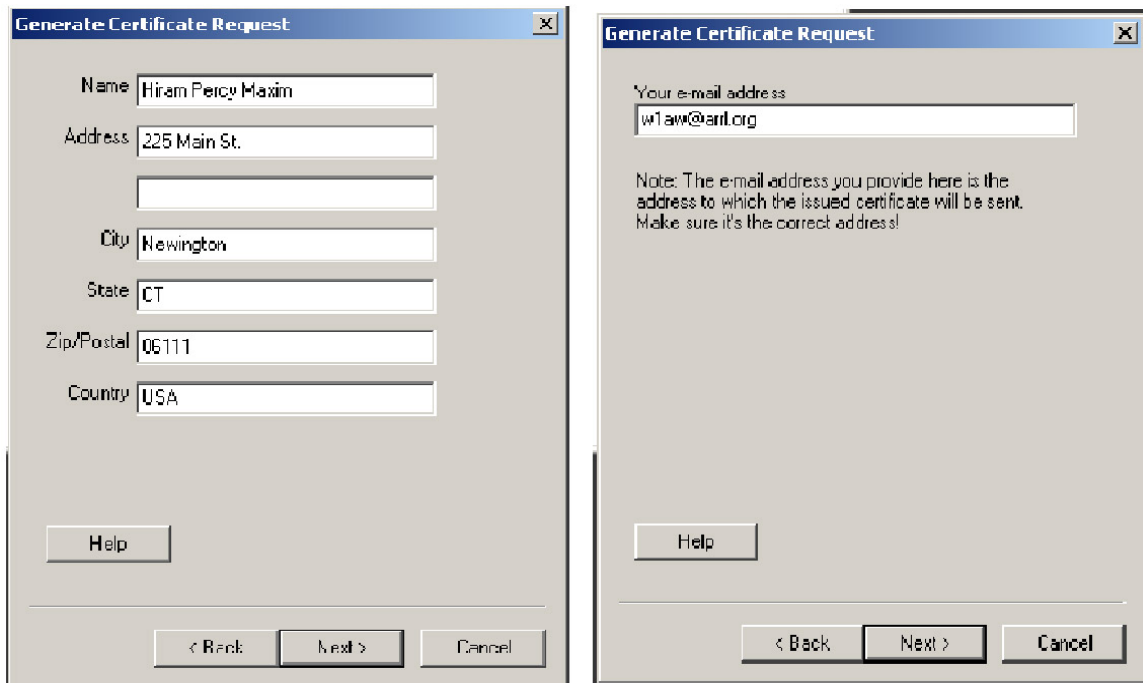 Generate Certificate Request
Name Hiram Percy Maxim
Address 225 Main St.
City Newington
State CT
Zip/Postal 06111
Country USA
Help
< Back Next > Cancel
Generate Certificate Request
Your e-mail address
w1aw@arrl.org
Note: The e-mail address you provide here is the
address to which the issued certificate will be sent.
Make sure it's the correct address!
Help
< Back Next > Cancel